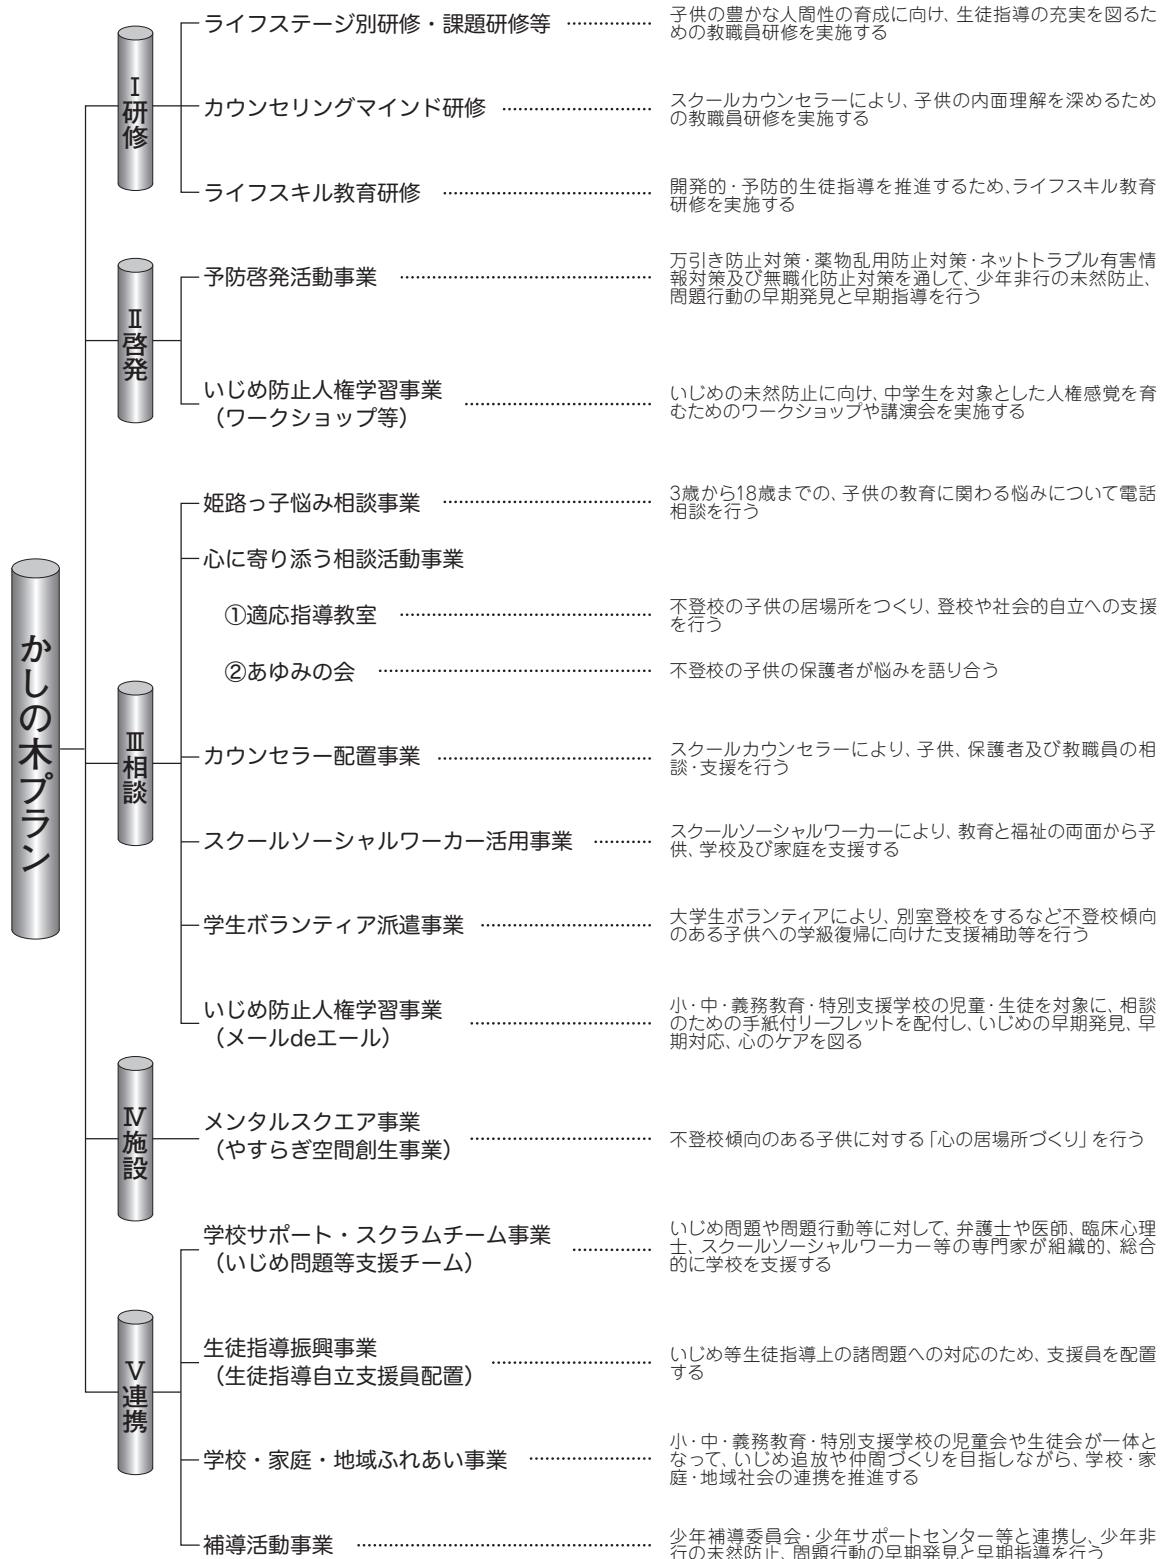 かしの木プラン
Ⅰ研修
ライフステージ別研修・課題研修等
子供の豊かな人間性の育成に向け、生徒指導の充実を図るた
めの教職員研修を実施する
カウンセリングマインド研修
スクールカウンセラーにより、子供の内面理解を深めるため
の教職員研修を実施する
ライフスキル教育研修
開発的・予防的生徒指導を推進するため、ライフスキル教育
研修を実施する
Ⅱ啓発
予防啓発活動事業
万引き防止対策・薬物乱用防止対策・ネットトラブル有害情
報対策及び無職化防止対策を通して、少年非行の未然防止、
問題行動の早期発見と早期指導を行う
いじめ防止人権学習事業
（ワークショップ等）
いじめの未然防止に向け、中学生を対象とした人権感覚を育
むためのワークショップや講演会を実施する
Ⅲ相談
姫路っ子悩み相談事業
3歳から18歳までの、子供の教育に関わる悩みについて電話
相談を行う
心に寄り添う相談活動事業
①適応指導教室
不登校の子供の居場所をつくり、登校や社会的自立への支援
を行う
②あゆみの会
不登校の子供の保護者が悩みを語り合う
カウンセラー配置事業
スクールカウンセラーにより、子供、保護者及び教職員の相
談・支援を行う
スクールソーシャルワーカー活用事業
スクールソーシャルワーカーにより、教育と福祉の両面から子
供、学校及び家庭を支援する
学生ボランティア派遣事業
大学生ボランティアにより、別室登校をするなど不登校傾向
のある子供への学級復帰に向けた支援補助等を行う
いじめ防止人権学習事業
（メールdeエール）
小・中・義務教育・特別支援学校の児童・生徒を対象に、相談
のための手紙付リーフレットを配付し、いじめの早期発見、早
期対応、心のケアを図る
Ⅳ施設
メンタルスクエア事業
（やすらぎ空間創生事業）
不登校傾向のある子供に対する「心の居場所づくり」を行う
Ⅴ連携
学校サポート・スクラムチーム事業
（いじめ問題等支援チーム）
いじめ問題や問題行動等に対して、弁護士や医師、臨床心理
士、スクールソーシャルワーカー等の専門家が組織的、総合
的に学校を支援する
生徒指導振興事業
（生徒指導自立支援員配置）
いじめ等生徒指導上の諸問題への対応のため、支援員を配置
する
学校・家庭・地域ふれあい事業
小・中・義務教育・特別支援学校の児童会や生徒会が一体と
なって、いじめ追放や仲間づくりを目指しながら、学校・家
庭・地域社会の連携を推進する
補導活動事業
少年補導委員会・少年サポートセンター等と連携し、少年非
行の未然防止、問題行動の早期発見と早期指導を行う